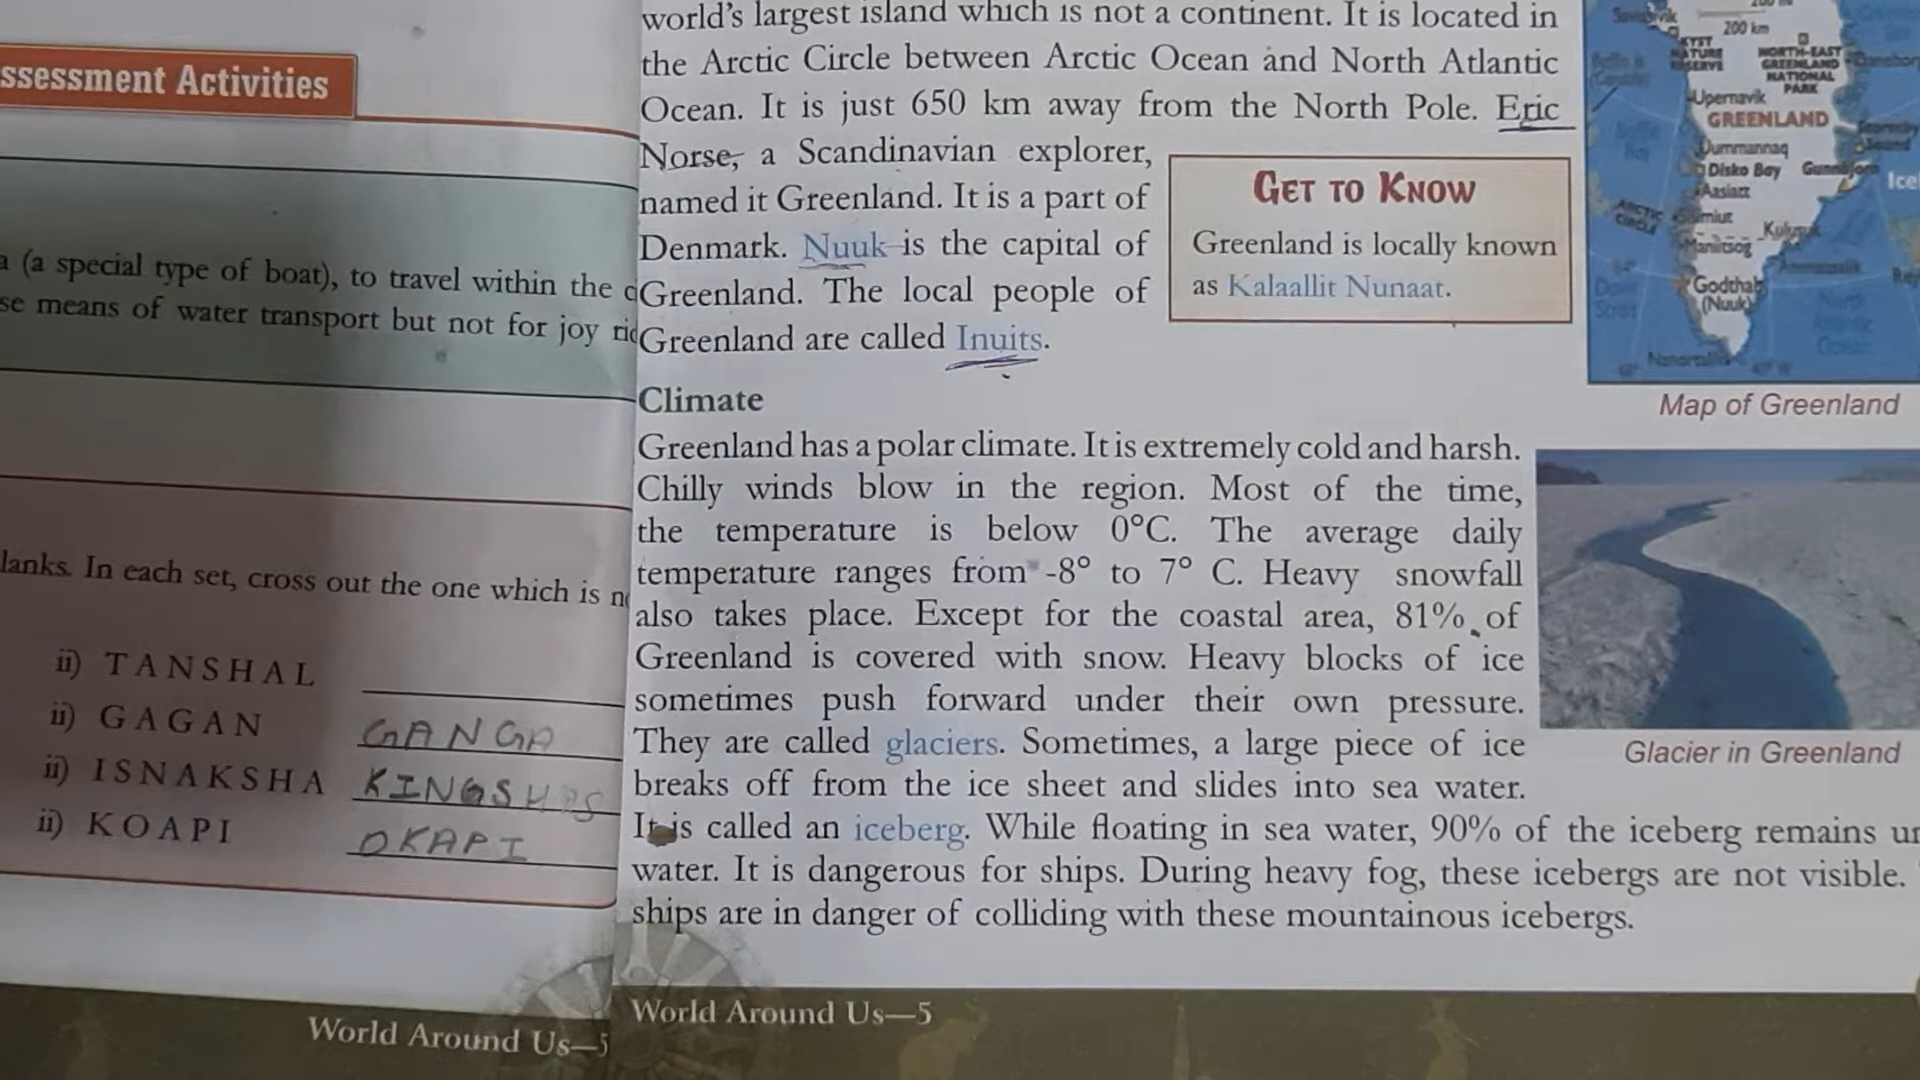 ssessment Activities
a (a special type of boat), to travel within the
se means of water transport but not for joy
lanks. In each set, cross out the one which is
ii) TANSHAL
ii) GAGAN GANGA
ii) ISNAKSHA
ii) KOAPI OKAPI
World Around Us—5
world's largest island which is not a continent. It is located in
the Arctic Circle between Arctic Ocean and North Atlantic
Ocean. It is just 650 km away from the North Pole. Eric
Norse, a Scandinavian explorer,
named it Greenland. It is a part of
Denmark. Nuuk is the capital of
Greenland. The local people of
Greenland are called Inuits.
GET TO KNOW
Greenland is locally known
as Kalaallit Nunaat.
Climate
Greenland has a polar climate. It is extremely cold and harsh.
Chilly winds blow in the region. Most of the time,
the temperature is below 0°C. The average daily
temperature ranges from -8° to 7° C. Heavy snowfall
also takes place. Except for the coastal area, 81% of
Greenland is covered with snow. Heavy blocks of ice
sometimes push forward under their own pressure.
They are called glaciers. Sometimes, a large piece of ice
breaks off from the ice sheet and slides into sea water.
It is called an iceberg. While floating in sea water, 90% of the iceberg remains
water. It is dangerous for ships. During heavy fog, these icebergs are not visible.
ships are in danger of colliding with these mountainous icebergs.
World Around Us—5
200 km
NATURE
NORTH-EAST
GREENLAND
NATIONAL
PARK
Upernavik
GREENLAND
Disko Bay
Aasiaat
ARCTIC
CIRCLE
Maniitsoq
Godthab
(Nuuk)
Map of Greenland
Glacier in Greenland